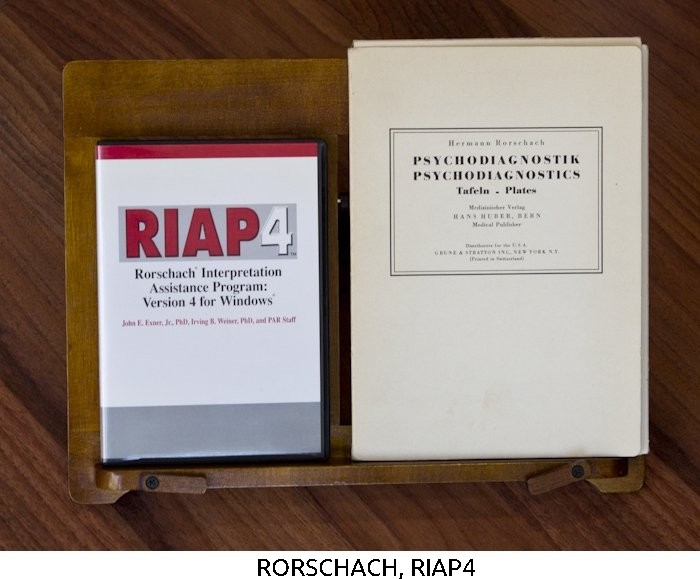 RIAP4™
Rorschach® Interpretation
Assistance Program:
Version 4 for Windows®
John E. Exner, Jr., PhD, Irving B. Weiner, PhD, and PAR Staff
Hermann Rorschach
PSYCHODIAGNOSTIK
PSYCHODIAGNOSTICS
Tafeln - Plates
Medizinischer Verlag
HANS HUBER, BERN
Medical Publisher
Distributors for the U.S.A.
GRUNE & STRATTON INC., NEW YORK N.Y.
(Printed in Switzerland)
RORSCHACH, RIAP4